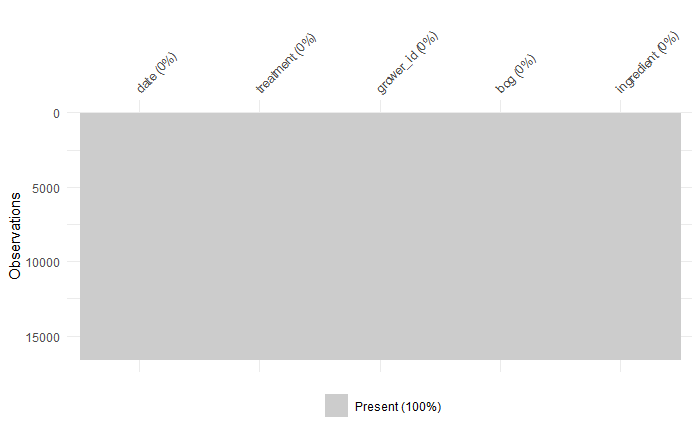 date (0%)
treatment (0%)
grower_id (0%)
bog (0%)
ingredient (0%)
0
5000
10000
15000
Observations
Present (100%)